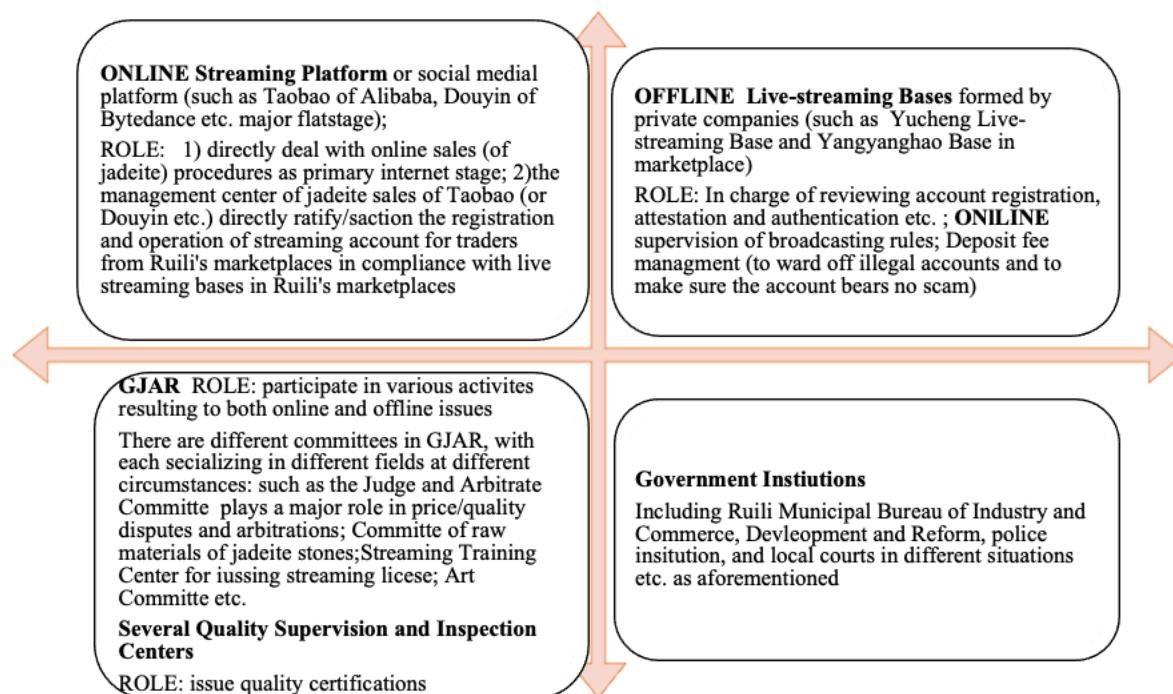 ONLINE Streaming Platform or social medial
platform (such as Taobao of Alibaba, Douyin of
Bytedance etc. major flatstage);
ROLE: 1) directly deal with online sales (of
jadeite) procedures as primary internet stage; 2)the
management center of jadeite sales of Taobao (or
Douyin etc.) directly ratify/saction the registration
and operation of streaming account for traders
from Ruili's marketplaces in compliance with live
streaming bases in Ruili's marketplaces
OFFLINE Live-streaming Bases formed by
private companies (such as Yucheng Live-
streaming Base and Yangyanghao Base in
marketplace)
ROLE: In charge of reviewing account registration,
attestation and authentication etc. ; ONlLINE
supervision of broadcasting rules; Deposit fee
managment (to ward off illegal accounts and to
make sure the account bears no scam)
GJAR ROLE: participate in various activites
resulting to both online and offline issues
There are different committees in GJAR, with
each secializing in different fields at different
circumstances: such as the Judge and Arbitrate
Committe plays a major role in price/quality
disputes and arbitrations; Committe of raw
materials of jadeite stones;Streaming Training
Center for iussing streaming licese; Art
Committe etc.
Several Quality Supervision and Inspection
Centers
ROLE: issue quality certifications
Government Instiutions
Including Ruili Municipal Bureau of Industry and
Commerce, Devleopment and Reform, police
insitution, and local courts in different situations
etc. as aforementioned